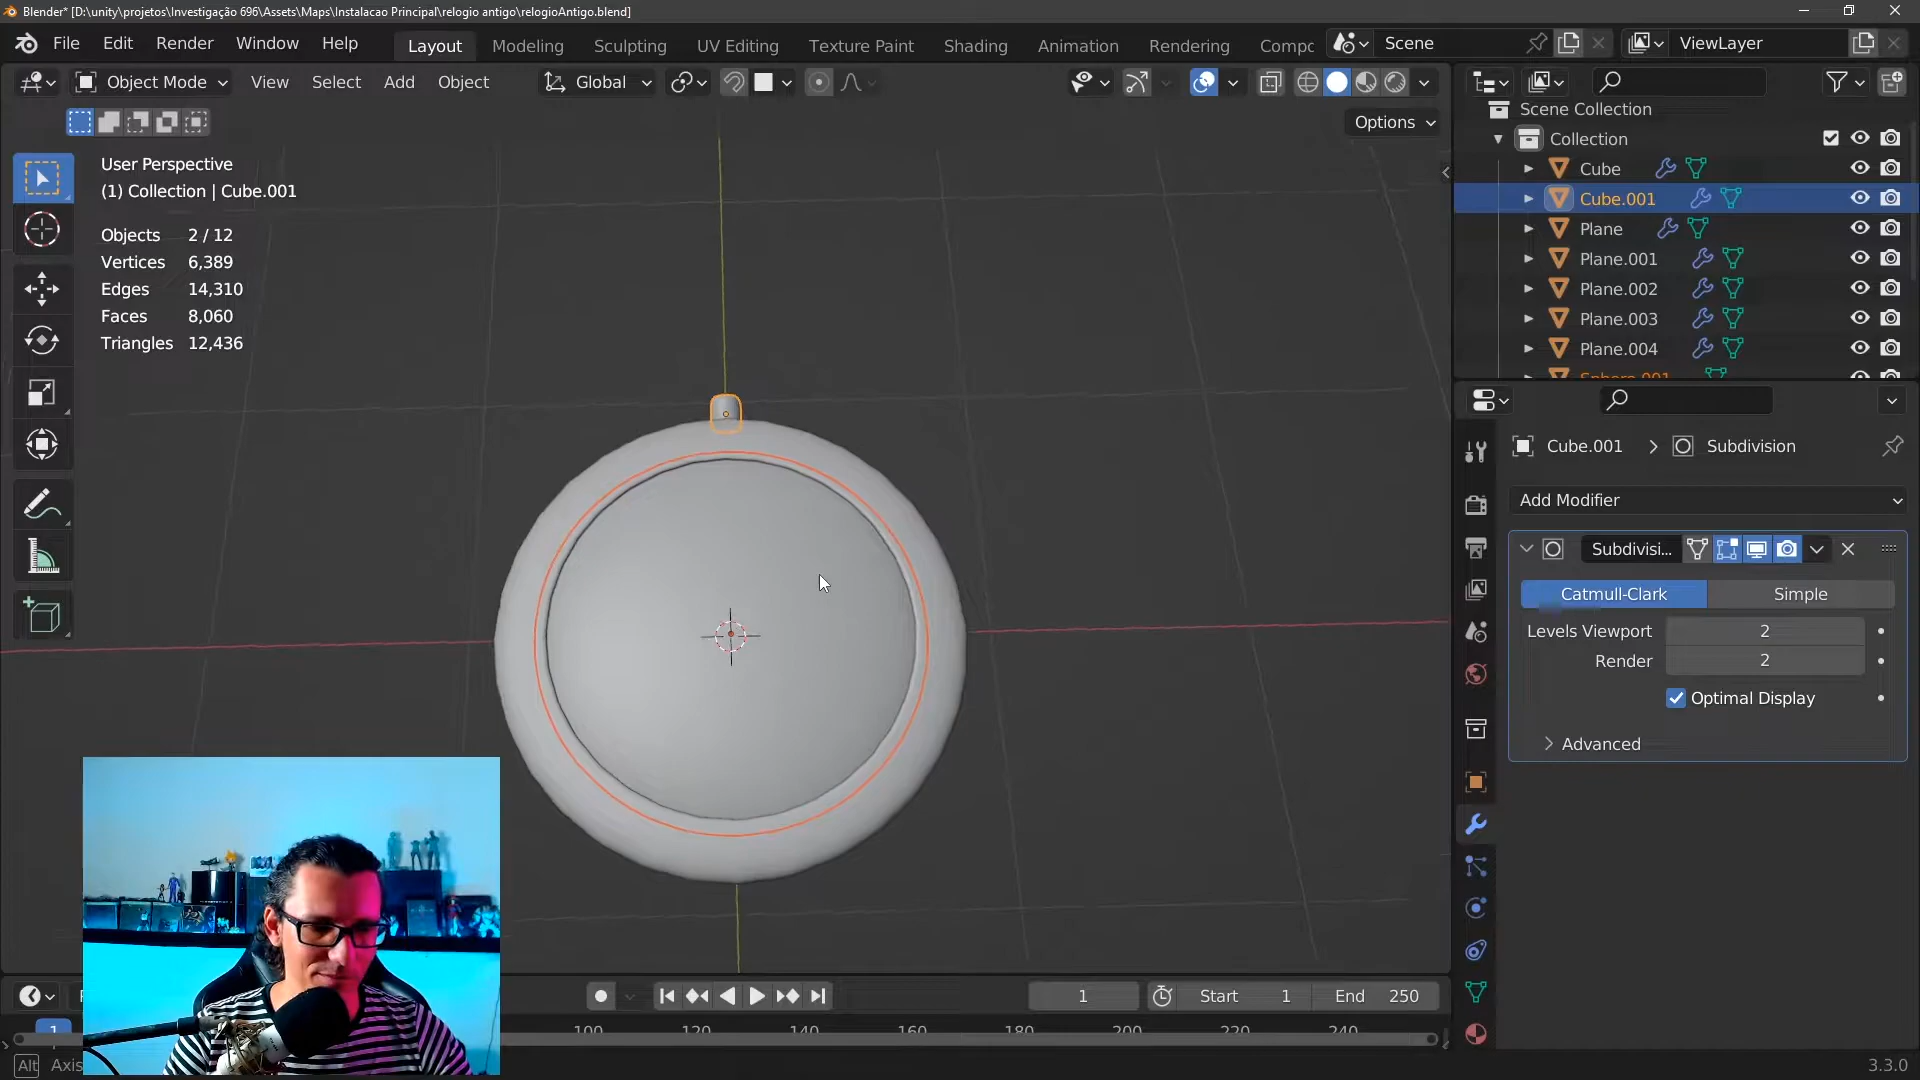 Blender* [D:\unity\projetos\Investigação 696\Assets\Maps\Instalacao Principal\relogio antigo\relogioAntigo.blend]
File Edit Render Window Help Layout Modeling Sculpting UV Editing Texture Paint Shading Animation Rendering Compc Scene ViewLayer
Object Mode View Select Add Object Global
Options
User Perspective
(1) Collection | Cube.001
Objects 2 / 12
Vertices 6,389
Edges 14,310
Faces 8,060
Triangles 12,436
Scene Collection
Collection
Cube
Cube.001
Plane
Plane.001
Plane.002
Plane.003
Plane.004
Sphere.001
Cube.001 > Subdivision
Add Modifier
Subdivisi...
Catmull-Clark Simple
Levels Viewport 2
Render 2
Optimal Display
Advanced
1 Start 1 End 250
1 100 120 140 160 180 200 220 240
Alt Axis
3.3.0